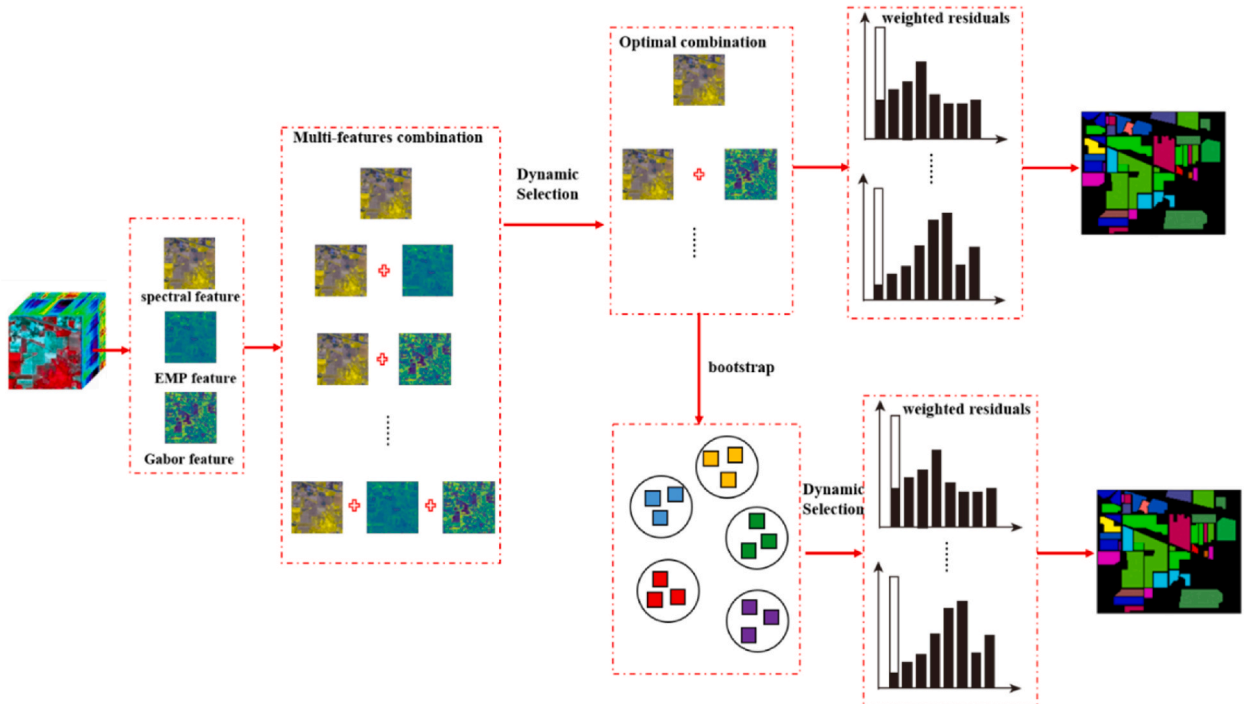 spectral feature
EMP feature
Gabor feature
Multi-features combination
Dynamic
Selection
Optimal combination
weighted residuals
bootstrap
Dynamic
Selection
weighted residuals